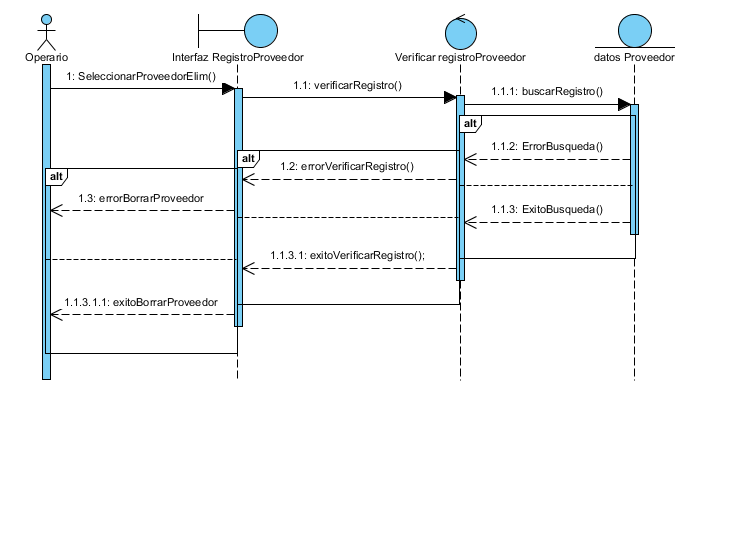 Operario
Interfaz RegistroProveedor
Verificar registroProveedor
datos Proveedor
1: SeleccionarProveedorElim()
1.1: verificarRegistro()
1.1.1: buscarRegistro()
alt
1.1.2: ErrorBusqueda()
alt
1.2: errorVerificarRegistro()
alt
1.3: errorBorrarProveedor
1.1.3: ExitoBusqueda()
1.1.3.1: exitoVerificarRegistro();
1.1.3.1.1: exitoBorrarProveedor